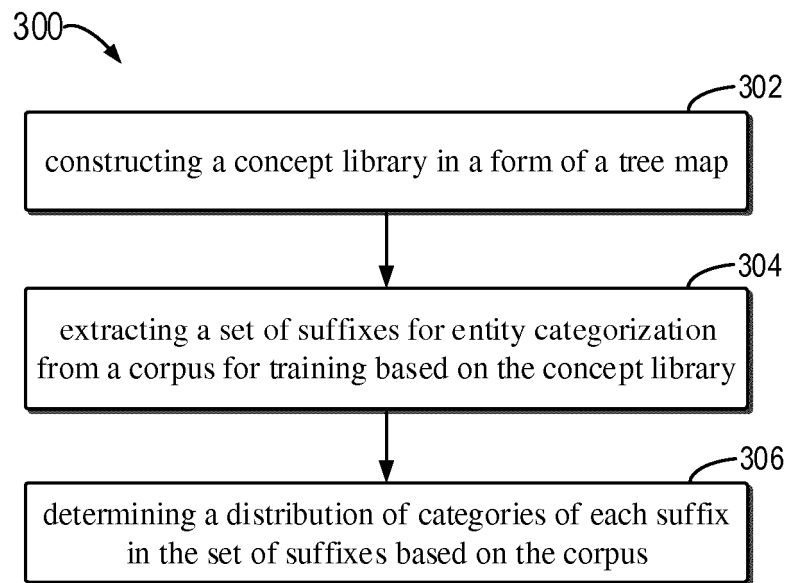 300
302
constructing a concept library in a form of a tree map
304
extracting a set of suffixes for entity categorization
from a corpus for training based on the concept library
306
determining a distribution of categories of each suffix
in the set of suffixes based on the corpus